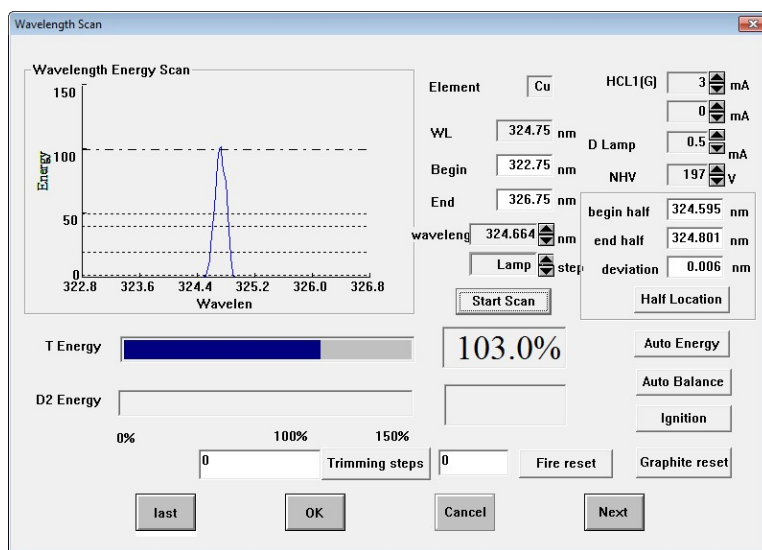 Wavelength Scan
Wavelength Energy Scan
150
100
50
0
Energy
322.8 323.6 324.4 325.2 326.0 326.8
Wavelen
Element Cu
WL 324.75 nm
Begin 322.75 nm
End 326.75 nm
waveleng 324.664 nm
Lamp step
Start Scan
HCL1(G) 3 mA
0 mA
D Lamp 0.5 mA
NHV 197 V
begin half 324.595 nm
end half 324.801 nm
deviation 0.006 nm
Half Location
T Energy 103.0% Auto Energy
Auto Balance
D2 Energy
Ignition
0% 100% 150%
0 Trimming steps 0 Fire reset Graphite reset
last OK Cancel Next